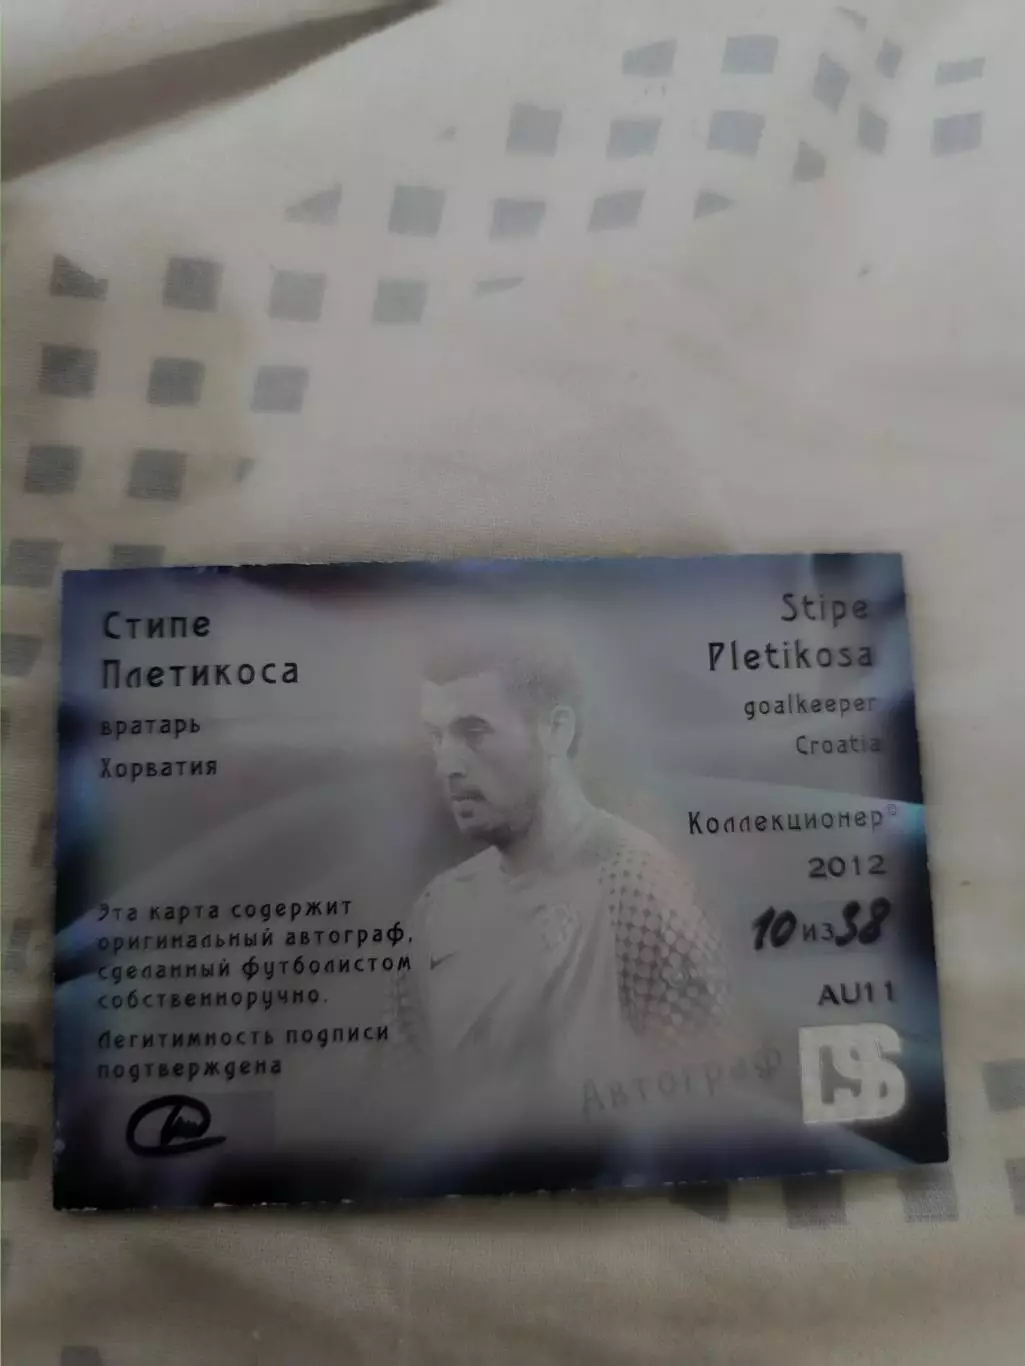 Стипе
Плетикоса
вратарь
Хорватия
Stipe
Pletikosa
goalkeeper
Croatia
Коллекционер©
2012
10 из 38
AU11
Эта карта содержит
оригинальный автограф,
сделанный футболистом
собственноручно.
Легитимность подписи
подтверждена
Автограф